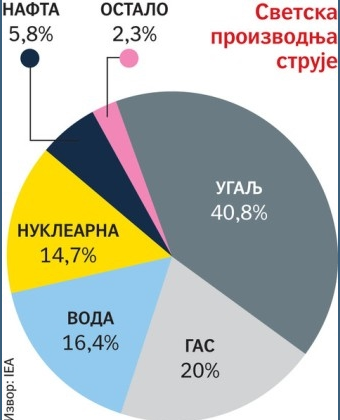 НАФТА
5,8%
ОСТАЛО
2,3%
Светска
производња
струје
УГАЉ
40,8%
НУКЛЕАРНА
14,7%
ВОДА
16,4%
ГАС
20%
Извор: IEA